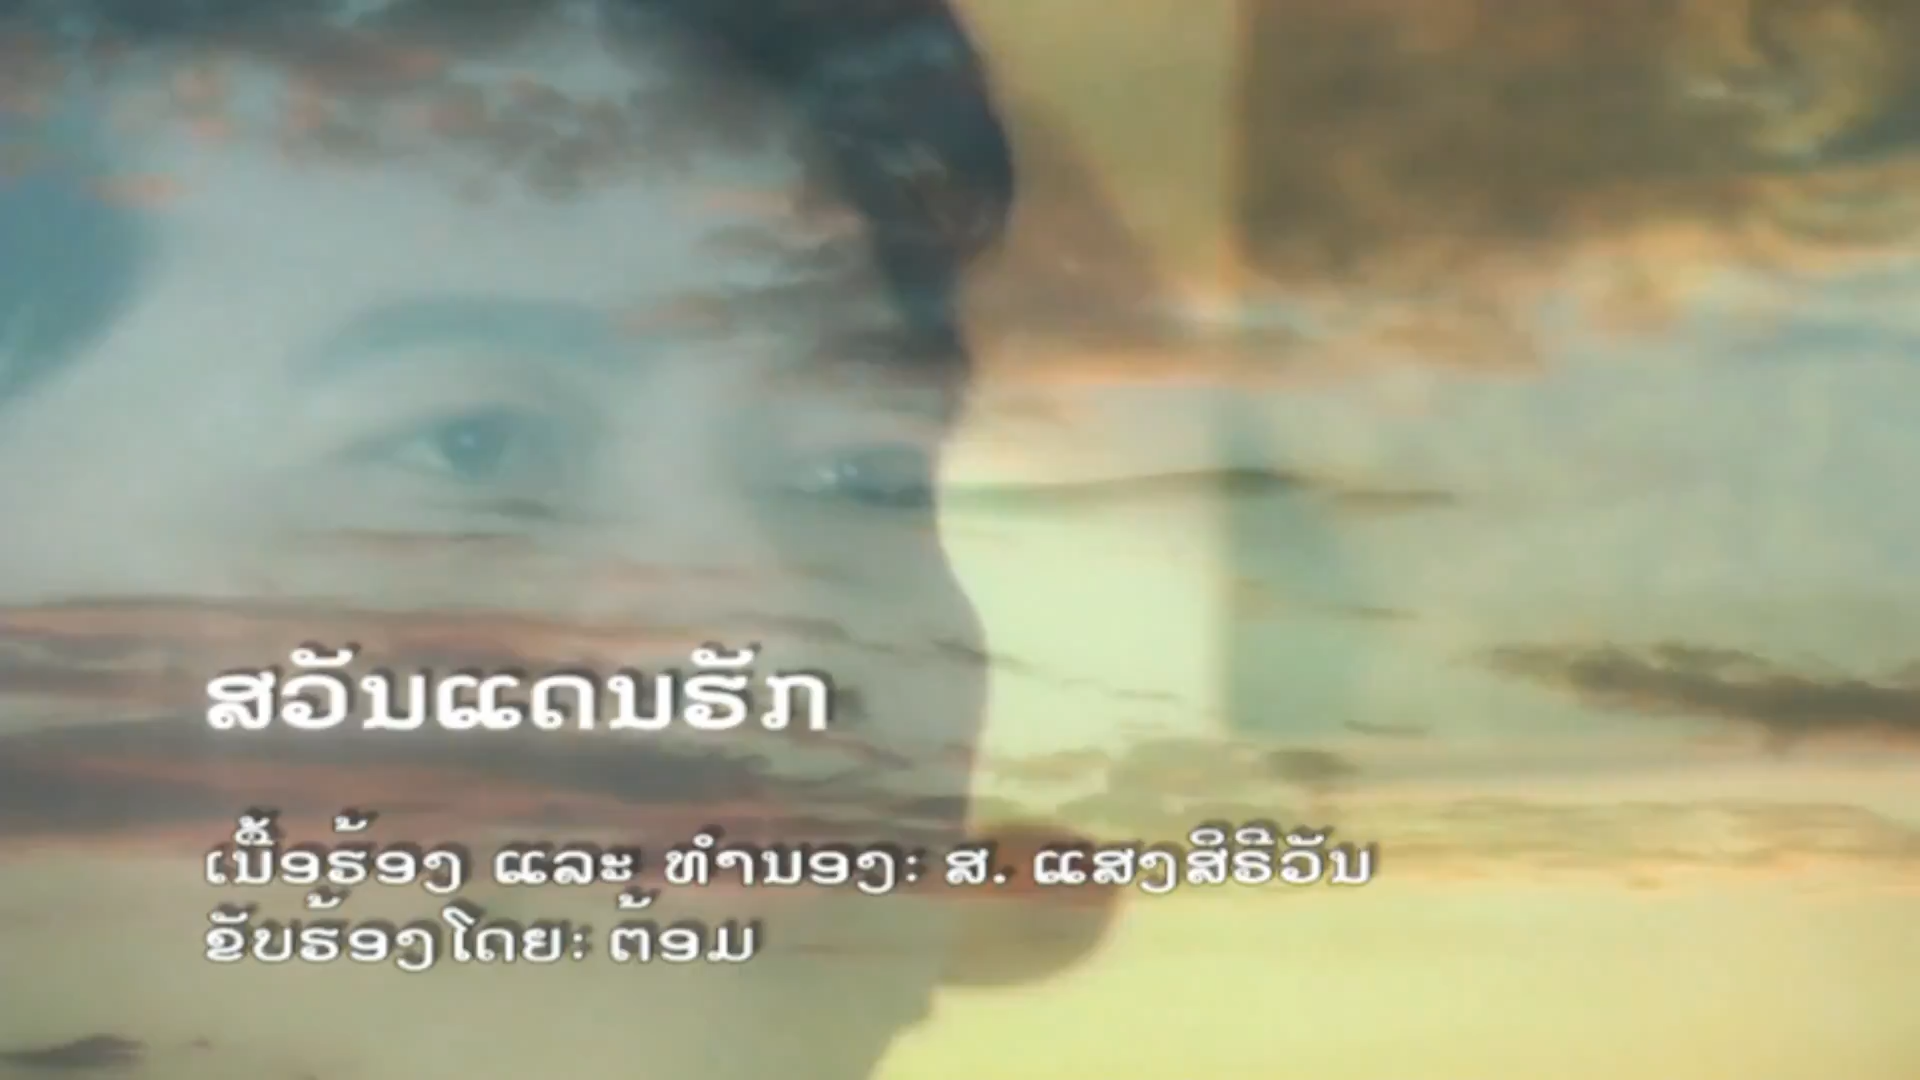 ສວັນແດນຮັກ
ເນື້ອຮ້ອງ ແລະ ທຳນອງ: ສ. ແສງສິຣິວັນ
ຂັບຮ້ອງໂດຍ: ຕ້ອມ